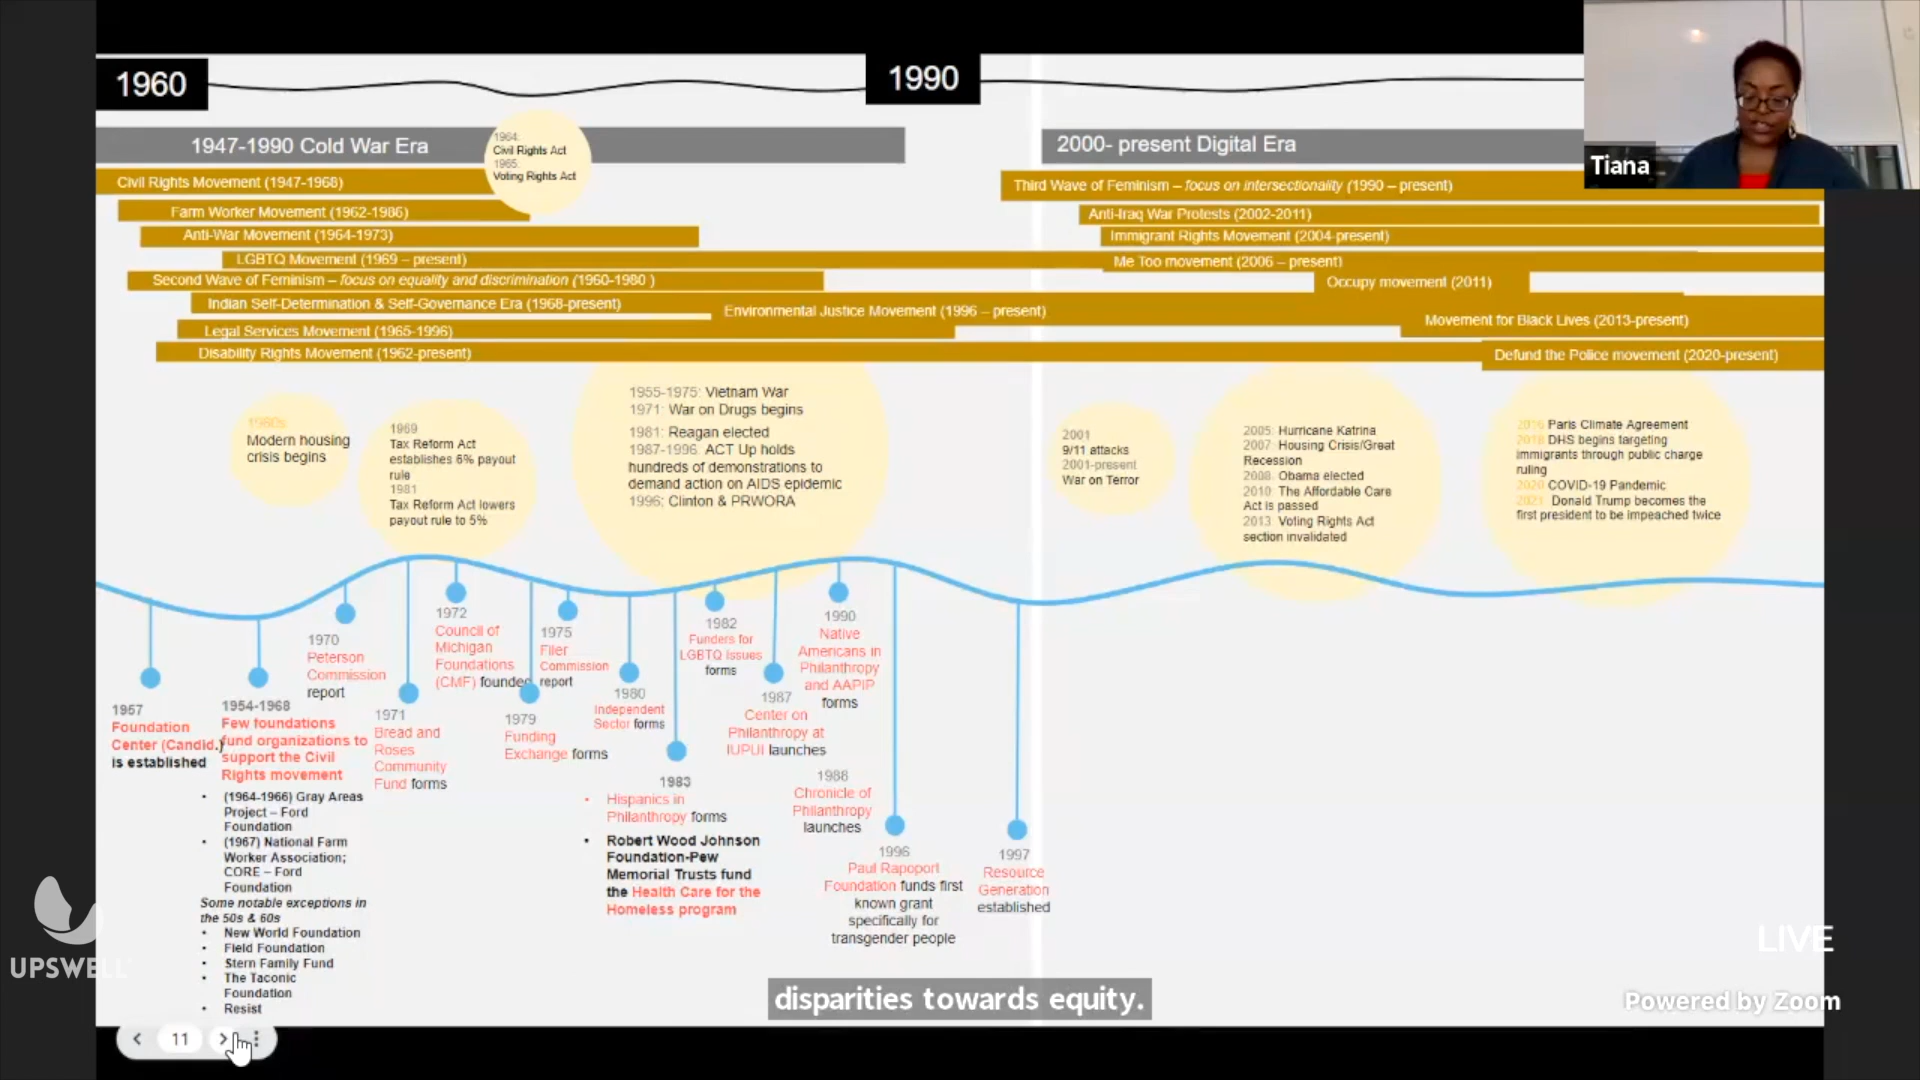 1960
1990
1947-1990 Cold War Era
1964:
Civil Rights Act
1965:
Voting Rights Act
2000- present Digital Era
Tiana
Civil Rights Movement (1947-1968)
Farm Worker Movement (1962-1986)
Anti-War Movement (1964-1973)
LGBTQ Movement (1969 – present)
Second Wave of Feminism – focus on equality and discrimination (1960-1980 )
Indian Self-Determination & Self-Governance Era (1968-present)
Legal Services Movement (1965-1996)
Disability Rights Movement (1962-present)
Environmental Justice Movement (1996 – present)
Third Wave of Feminism – focus on intersectionality (1990 – present)
Anti-Iraq War Protests (2002-2011)
Immigrant Rights Movement (2004-present)
Me Too movement (2006 – present)
Occupy movement (2011)
Movement for Black Lives (2013-present)
Defund the Police movement (2020-present)
Modern housing
crisis begins
1969
Tax Reform Act
establishes 6% payout
rule
1981
Tax Reform Act lowers
payout rule to 5%
1955-1975: Vietnam War
1971: War on Drugs begins
1981: Reagan elected
1987-1996: ACT Up holds
hundreds of demonstrations to
demand action on AIDS epidemic
1996: Clinton & PRWORA
2001
9/11 attacks
2001-present
War on Terror
2005: Hurricane Katrina
2007: Housing Crisis/Great
Recession
2008: Obama elected
2010: The Affordable Care
Act is passed
2013: Voting Rights Act
section invalidated
Paris Climate Agreement
DHS begins targeting
immigrants through public charge
ruling
2020 COVID-19 Pandemic
2021: Donald Trump becomes the
first president to be impeached twice
1957
Foundation
Center (Candid.)
is established
1954-1968
Few foundations
fund organizations to
support the Civil
Rights movement
• (1964-1966) Gray Areas
Project – Ford
Foundation
• (1967) National Farm
Worker Association;
CORE – Ford
Foundation
Some notable exceptions in
the 50s & 60s
• New World Foundation
• Field Foundation
• Stern Family Fund
• The Taconic
Foundation
• Resist
1970
Peterson
Commission
report
1971
Bread and
Roses
Community
Fund forms
1972
Council of
Michigan
Foundations
(CMF) founded
1979
Funding
Exchange forms
1975
Filer
Commission
report
1980
Independent
Sector forms
1983
• Hispanics in
Philanthropy forms
• Robert Wood Johnson
Foundation-Pew
Memorial Trusts fund
the Health Care for the
Homeless program
1982
Funders for
LGBTQ Issues
forms
1987
Center on
Philanthropy at
IUPUI launches
1988
Chronicle of
Philanthropy
launches
1990
Native
Americans in
Philanthropy
and AAPIP
forms
1996
Paul Rapoport
Foundation funds first
known grant
specifically for
transgender people
1997
Resource
Generation
established
UPSWELL
disparities towards equity.
LIVE
Powered by Zoom
11